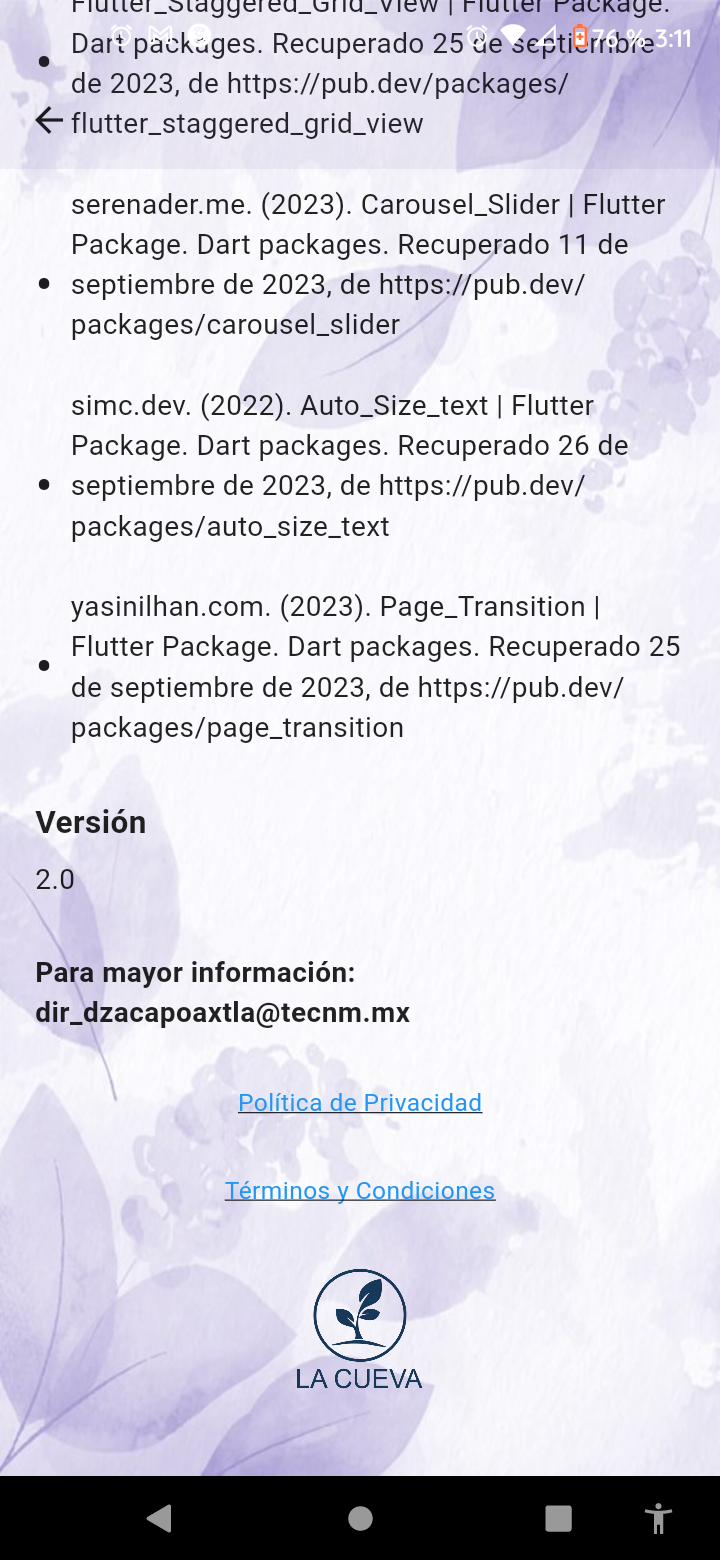 Flutter_Staggered_Grid_View | Flutter Package.
Dart packages. Recuperado 25 de septiembre
76 % 3:11
de 2023, de https://pub.dev/packages/
flutter_staggered_grid_view
serenader.me. (2023). Carousel_Slider | Flutter
Package. Dart packages. Recuperado 11 de
septiembre de 2023, de https://pub.dev/
packages/carousel_slider
simc.dev. (2022). Auto_Size_text | Flutter
Package. Dart packages. Recuperado 26 de
septiembre de 2023, de https://pub.dev/
packages/auto_size_text
yasinilhan.com. (2023). Page_Transition |
Flutter Package. Dart packages. Recuperado 25
de septiembre de 2023, de https://pub.dev/
packages/page_transition
Versión
2.0
Para mayor información:
dir_dzacapoaxtla@tecnm.mx
Política de Privacidad
Términos y Condiciones
LA CUEVA